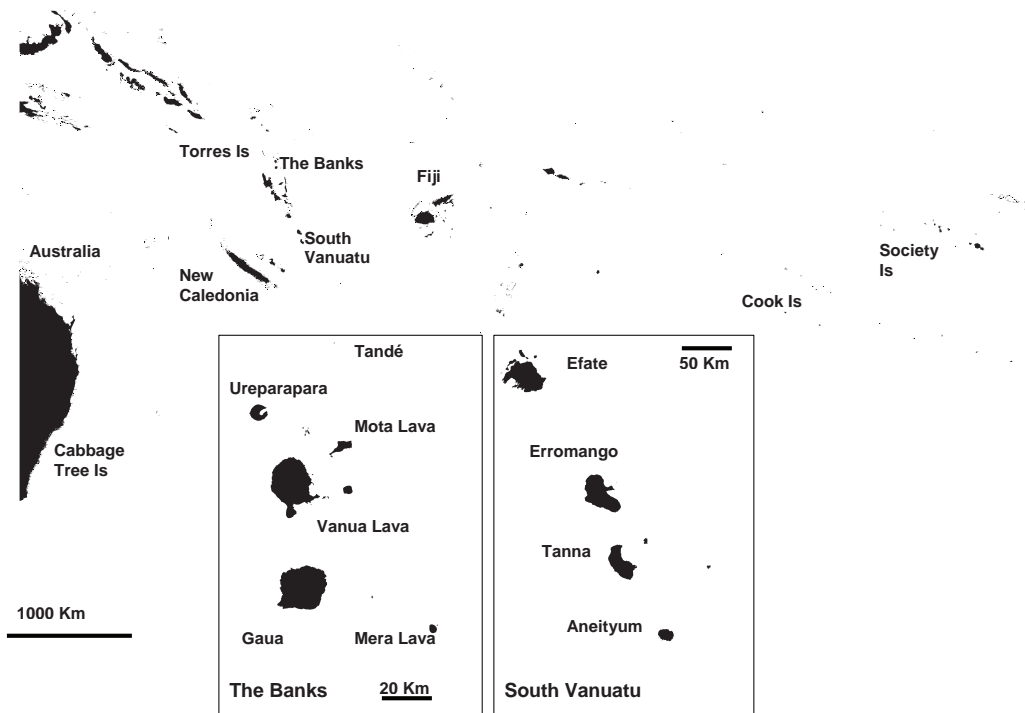 Torres Is
The Banks
Fiji
Australia
South
Vanuatu
Society
Is
New
Caledonia
Cook Is
Cabbage
Tree Is
1000 Km
Tandé
Ureparapara
Mota Lava
Vanua Lava
Gaua
Mera Lava
The Banks
20 Km
Efate
50 Km
Erromango
Tanna
Aneityum
South Vanuatu